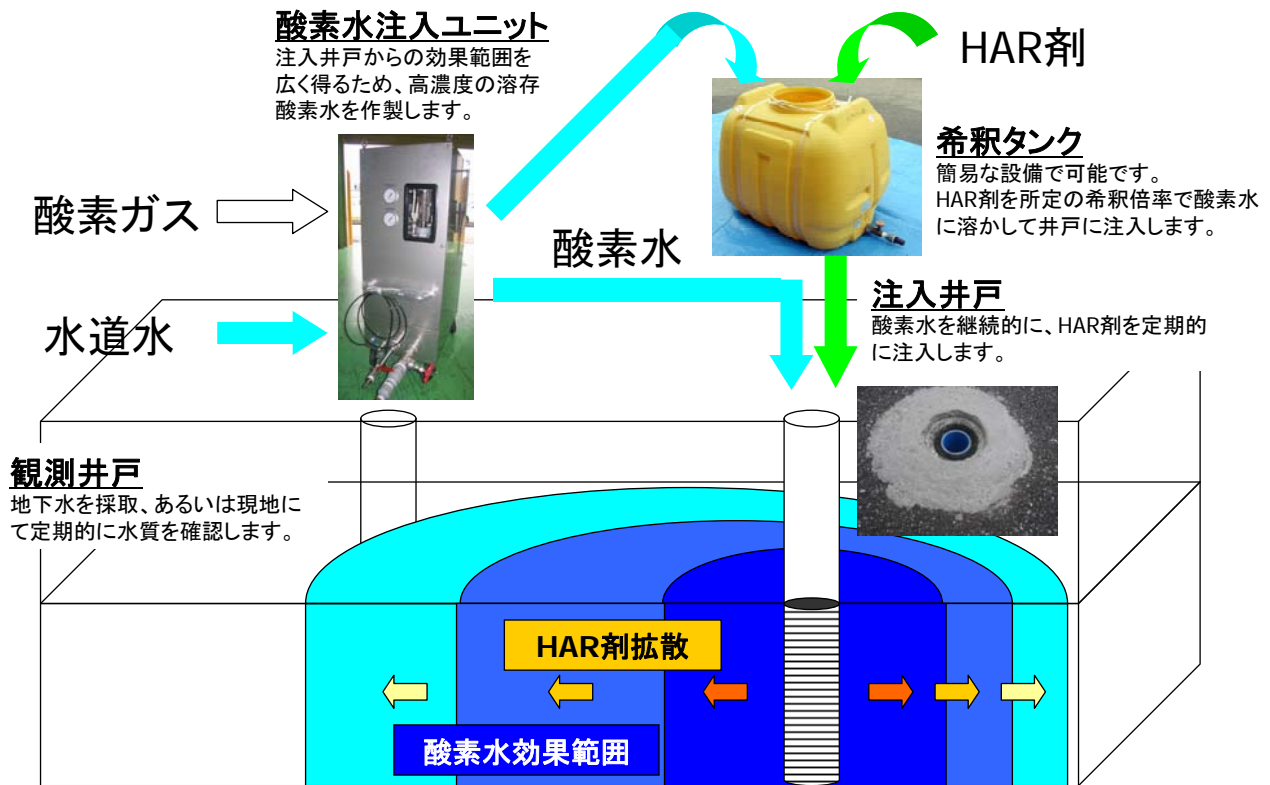 酸素水注入ユニット
注入井戸からの効果範囲を
広く得るため、高濃度の溶存
酸素水を作製します。
HAR剤
希釈タンク
簡易な設備で可能です。
HAR剤を所定の希釈倍率で酸素水
に溶かして井戸に注入します。
酸素ガス
酸素水
水道水
注入井戸
酸素水を継続的に、HAR剤を定期的
に注入します。
観測井戸
地下水を採取、あるいは現地に
て定期的に水質を確認します。
HAR剤拡散
酸素水効果範囲